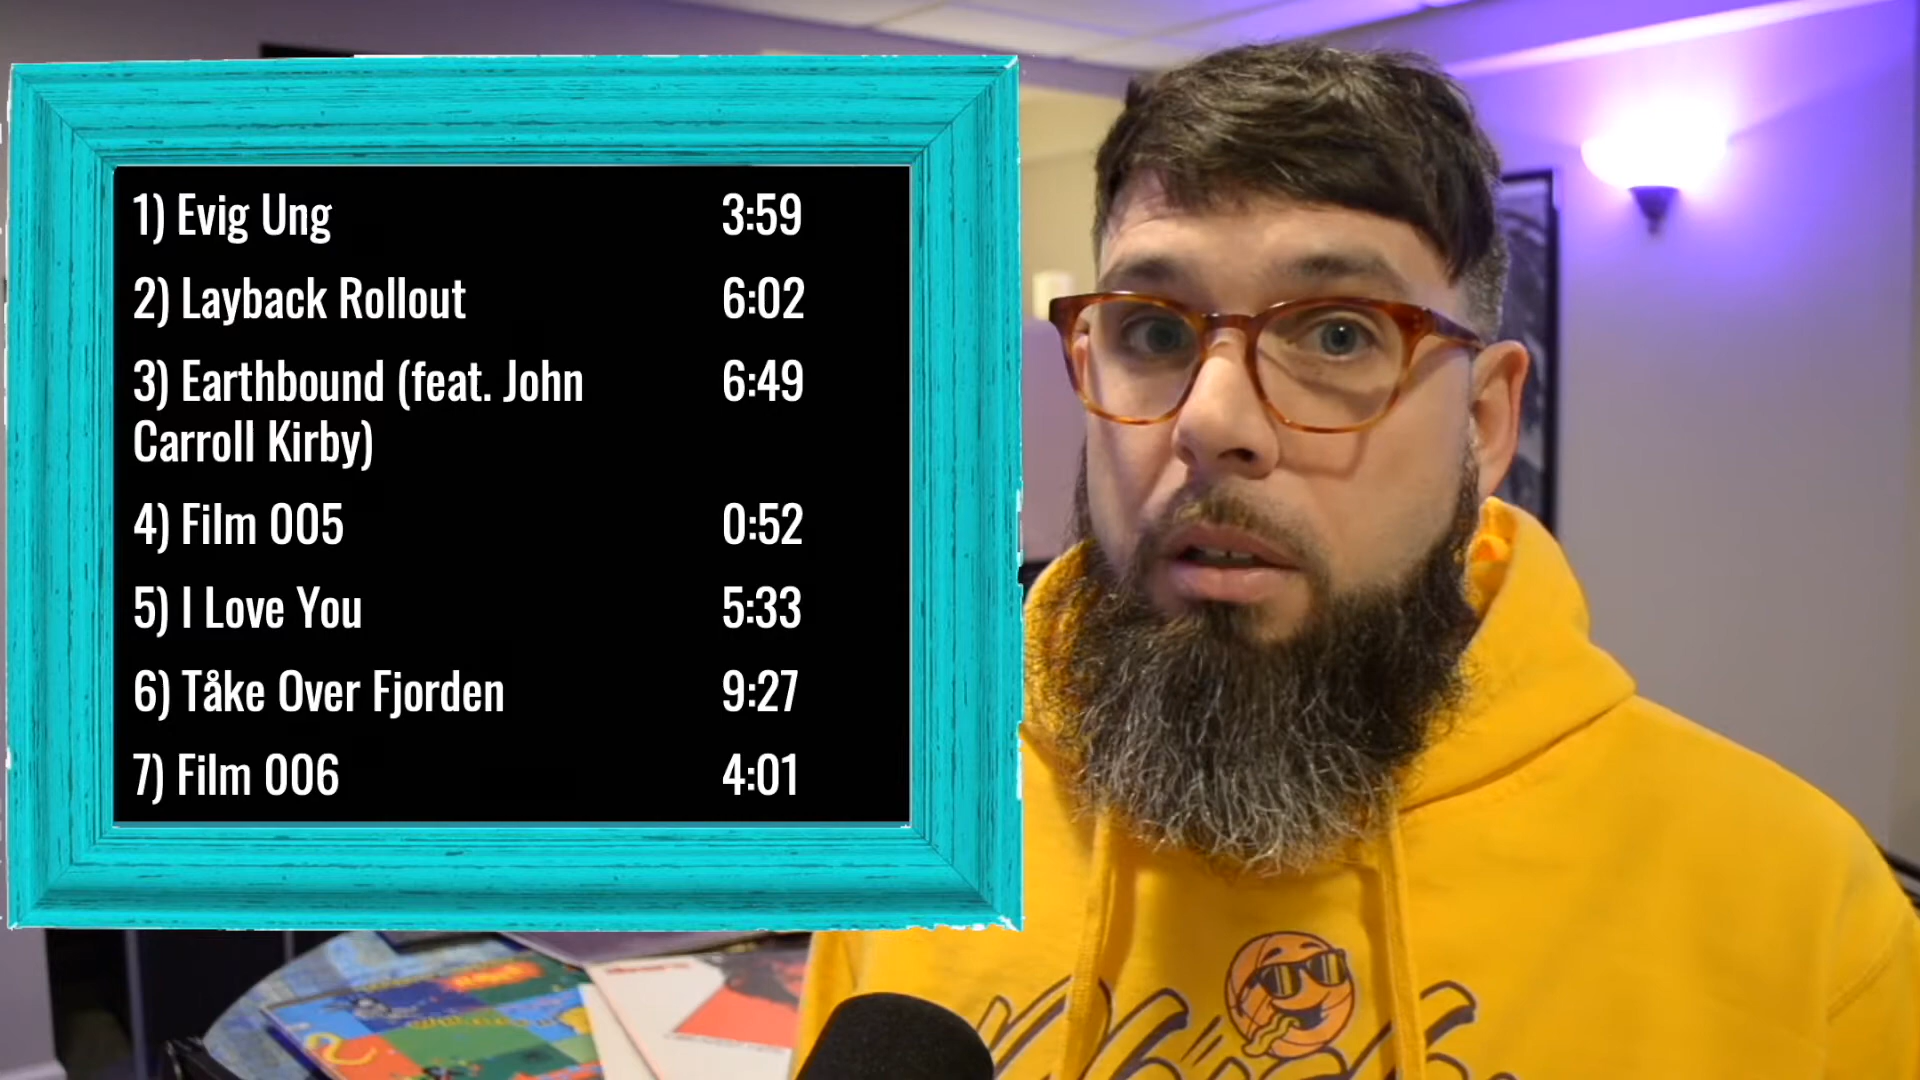 1) Evig Ung 3:59
2) Layback Rollout 6:02
3) Earthbound (feat. John 6:49
Carroll Kirby)
4) Film 005 0:52
5) I Love You 5:33
6) Tåke Over Fjorden 9:27
7) Film 006 4:01